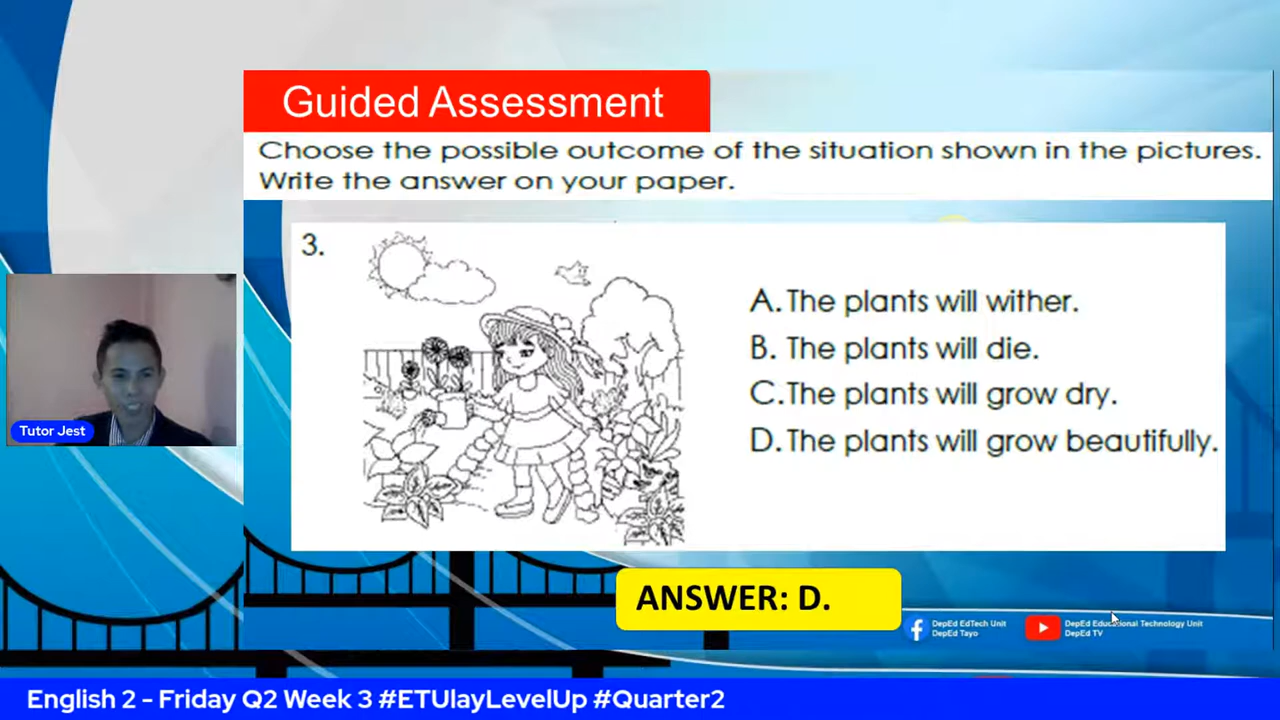 Guided Assessment
Choose the possible outcome of the situation shown in the pictures.
Write the answer on your paper.
3.
A. The plants will wither.
B. The plants will die.
C. The plants will grow dry.
D. The plants will grow beautifully.
Tutor Jest
ANSWER: D.
DepEd EdTech Unit
DepEd Tayo
DepEd Educational Technology Unit
DepEd TV
English 2 - Friday Q2 Week 3 #ETUlayLevelUp #Quarter2